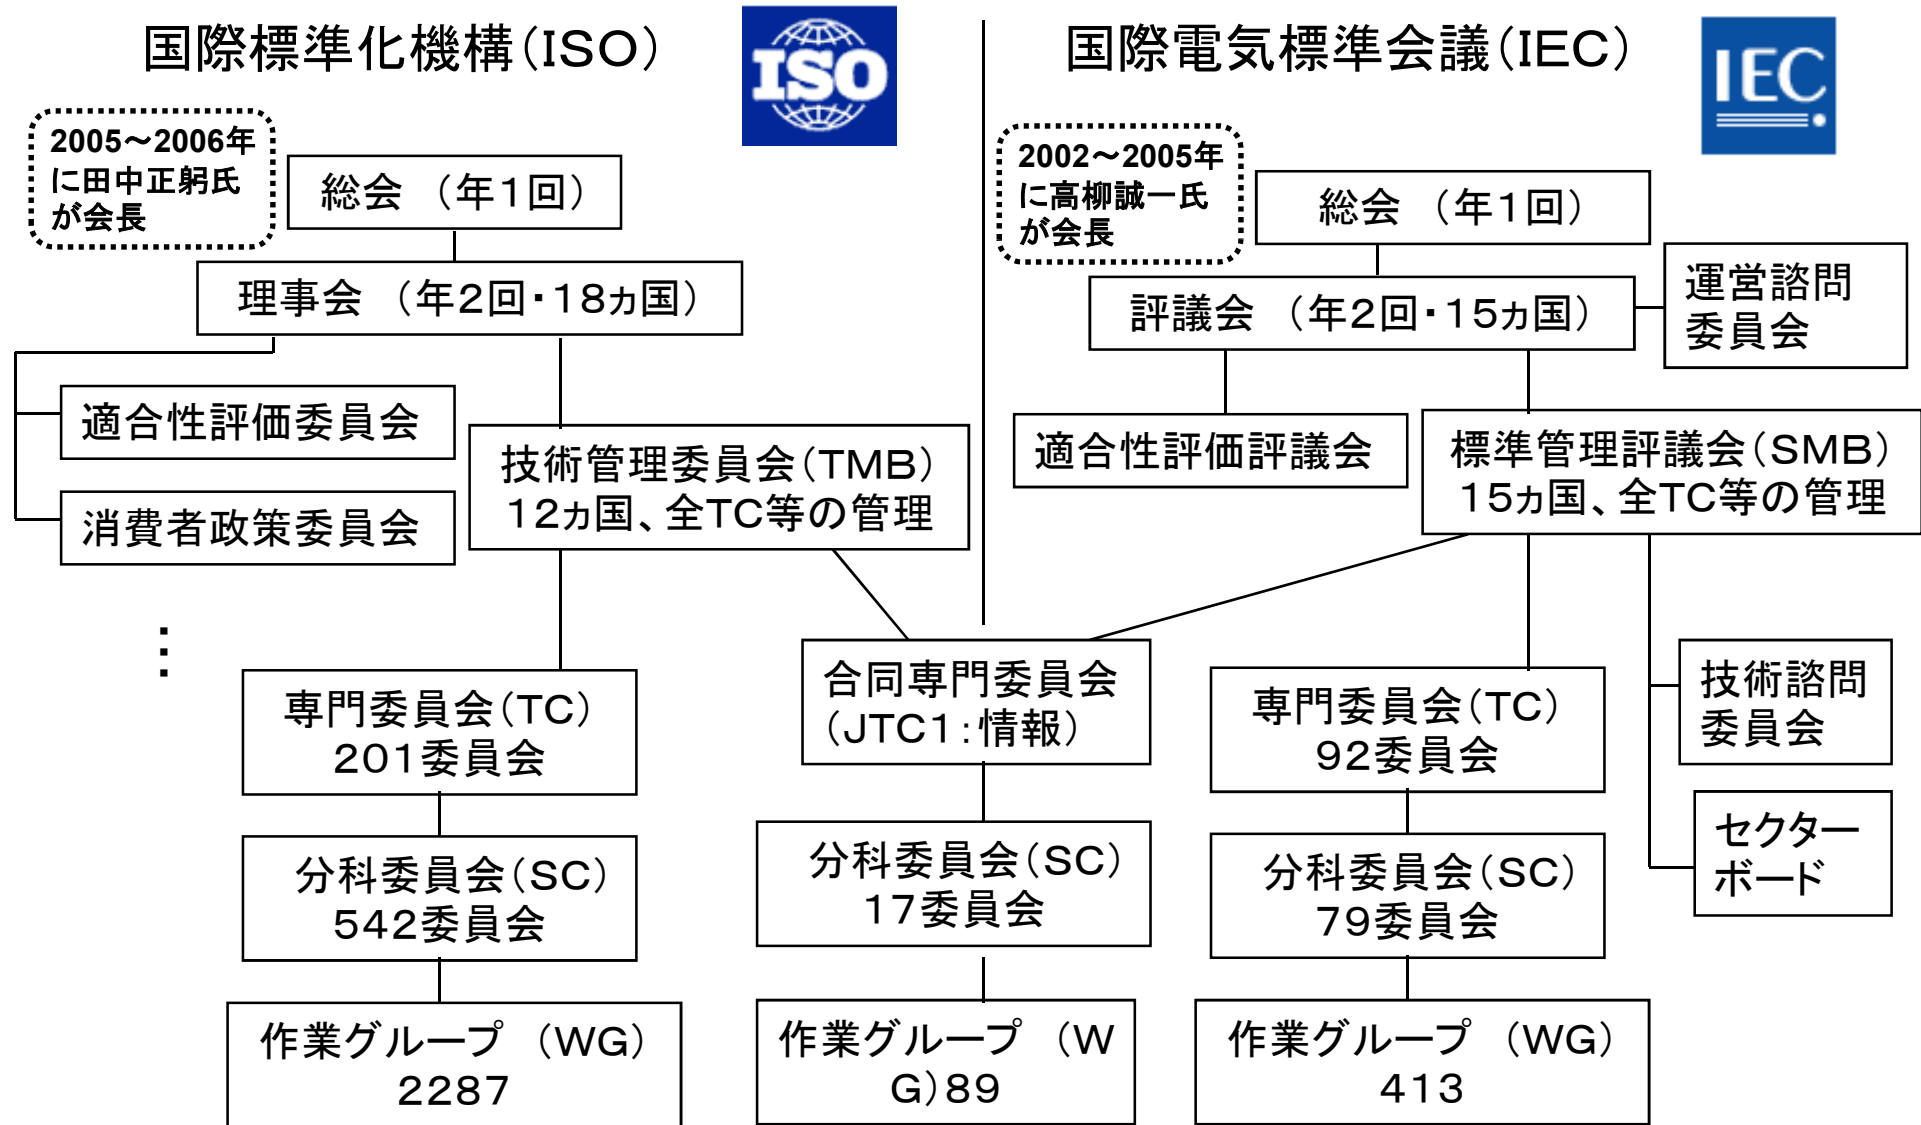 国際標準化機構(ISO)
ISO
2005～2006年
に田中正躬氏
が会長
総会 (年1回)
理事会 (年2回・18ヵ国)
適合性評価委員会
消費者政策委員会
技術管理委員会(TMB)
12ヵ国、全TC等の管理
⋮
専門委員会(TC)
201委員会
分科委員会(SC)
542委員会
作業グループ (WG)
2287
合同専門委員会
(JTC1:情報)
分科委員会(SC)
17委員会
作業グループ (W
G)89
国際電気標準会議(IEC)
IEC
2002～2005年
に高柳誠一氏
が会長
総会 (年1回)
評議会 (年2回・15ヵ国)
運営諮問
委員会
適合性評価評議会
標準管理評議会(SMB)
15ヵ国、全TC等の管理
専門委員会(TC)
92委員会
分科委員会(SC)
79委員会
作業グループ (WG)
413
技術諮問
委員会
セクター
ボード